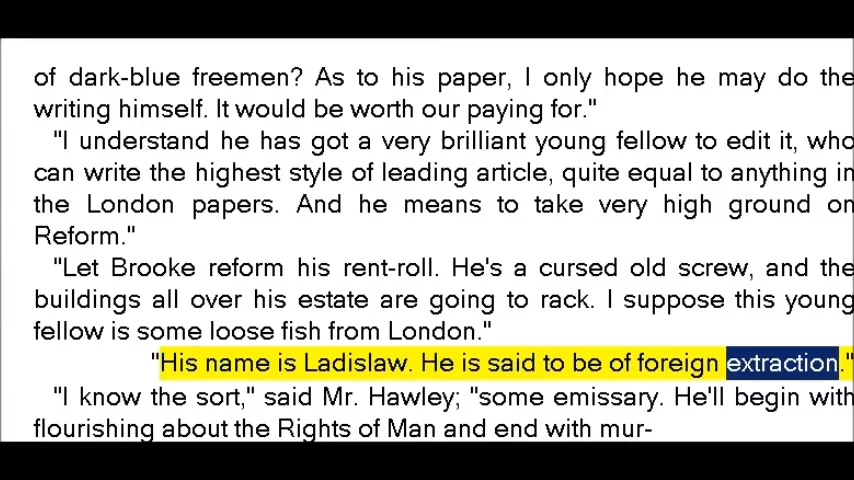 of dark-blue freemen? As to his paper, I only hope he may do the
writing himself. It would be worth our paying for."
"I understand he has got a very brilliant young fellow to edit it, who
can write the highest style of leading article, quite equal to anything in
the London papers. And he means to take very high ground on
Reform."
"Let Brooke reform his rent-roll. He's a cursed old screw, and the
buildings all over his estate are going to rack. I suppose this young
fellow is some loose fish from London."
"His name is Ladislaw. He is said to be of foreign extraction."
"I know the sort," said Mr. Hawley; "some emissary. He'll begin with
flourishing about the Rights of Man and end with mur-